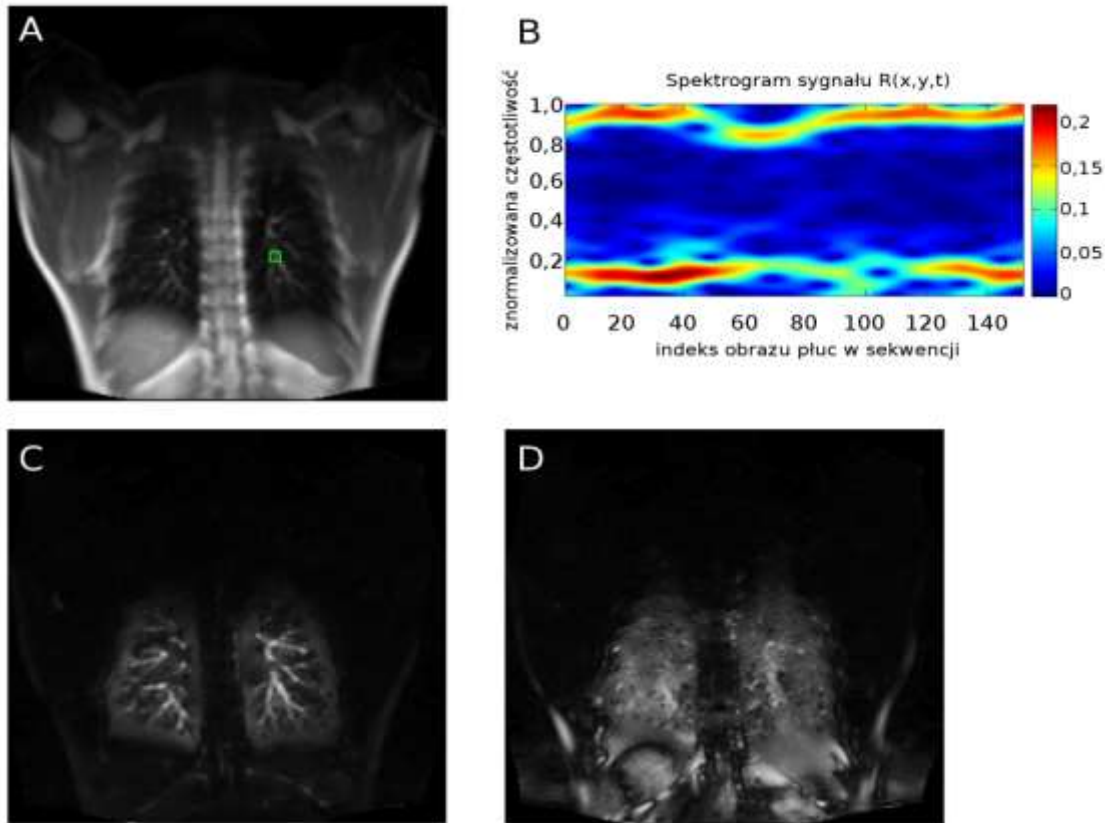 A
B
Spektrogram sygnału R(x,y,t)
znormalizowana częstotliwość
1,0
0,8
0,6
0,4
0,2
0,2
0,15
0,1
0,05
0
0 20 40 60 80 100 120 140
indeks obrazu płuc w sekwencji
C
D